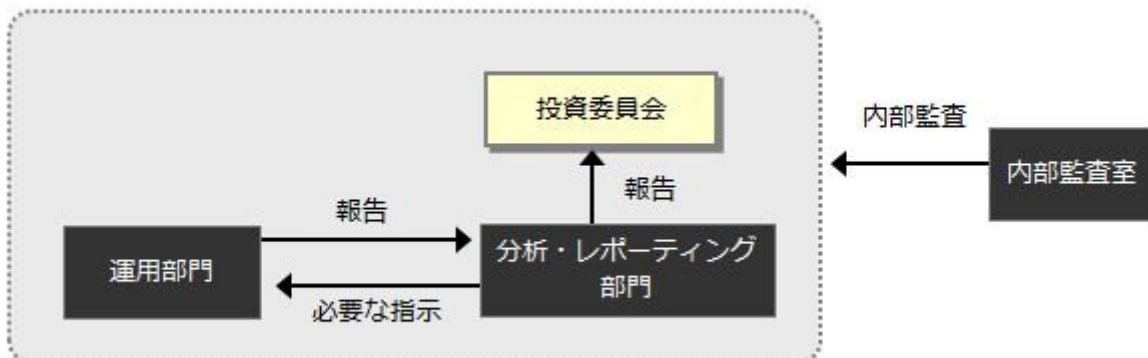 投資委員会
内部監査
内部監査室
報告
報告
運用部門
分析・レポーティング
部門
必要な指示